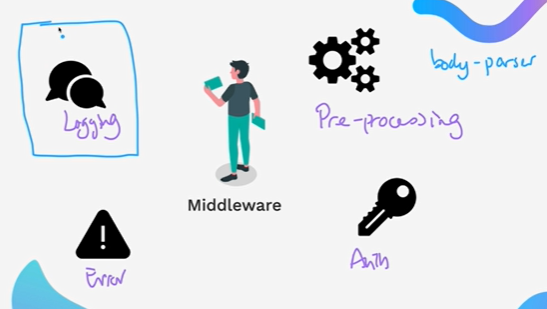 body-parser
Logging
Pre-processing
Middleware
Error
Auth